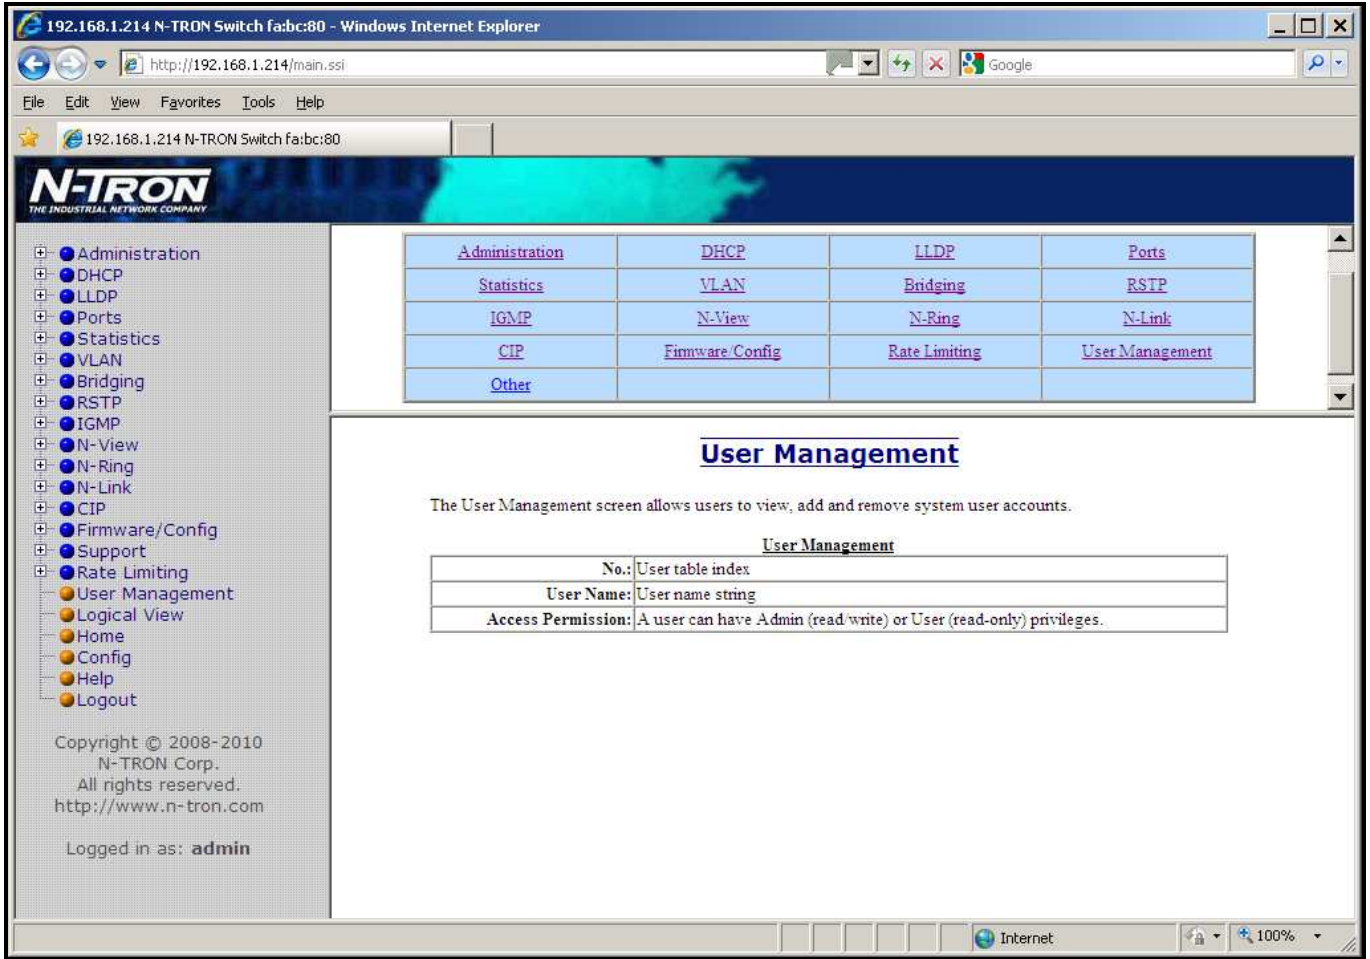 192.168.1.214 N-TRON Switch fa:bc:80 - Windows Internet Explorer
http://192.168.1.214/main.ssi
Google
File Edit View Favorites Tools Help
192.168.1.214 N-TRON Switch fa:bc:80
N-TRON
THE INDUSTRIAL NETWORK COMPANY
Administration
DHCP
LLDP
Ports
Statistics
VLAN
Bridging
RSTP
IGMP
N-View
N-Ring
N-Link
CIP
Firmware/Config
Support
Rate Limiting
User Management
Logical View
Home
Config
Help
Logout
Copyright © 2008-2010
N-TRON Corp.
All rights reserved.
http://www.n-tron.com
Logged in as: admin
Administration DHCP LLDP Ports
Statistics VLAN Bridging RSTP
IGMP N-View N-Ring N-Link
CIP Firmware/Config Rate Limiting User Management
Other
User Management
The User Management screen allows users to view, add and remove system user accounts.
User Management
No.: User table index
User Name: User name string
Access Permission: A user can have Admin (read/write) or User (read-only) privileges.
Internet
100%